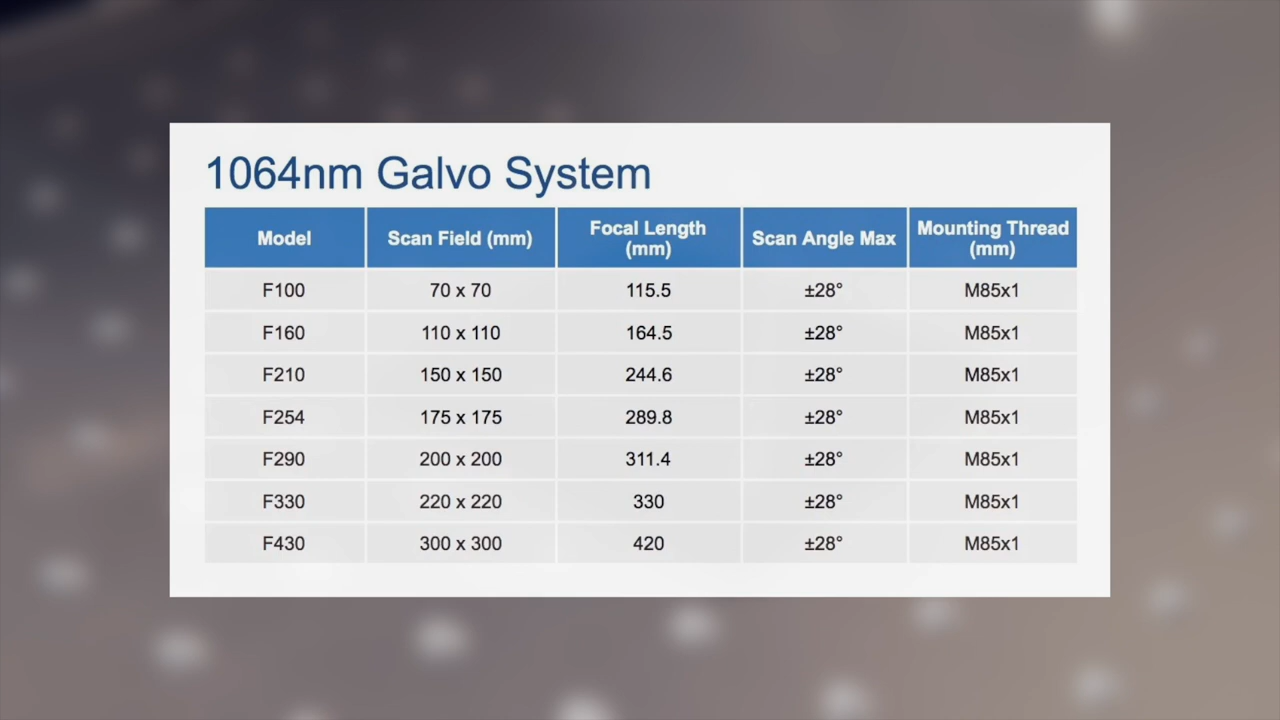 1064nm Galvo System
Model Scan Field (mm) Focal Length (mm) Scan Angle Max Mounting Thread (mm)
F100 70 x 70 115.5 ±28° M85x1
F160 110 x 110 164.5 ±28° M85x1
F210 150 x 150 244.6 ±28° M85x1
F254 175 x 175 289.8 ±28° M85x1
F290 200 x 200 311.4 ±28° M85x1
F330 220 x 220 330 ±28° M85x1
F430 300 x 300 420 ±28° M85x1